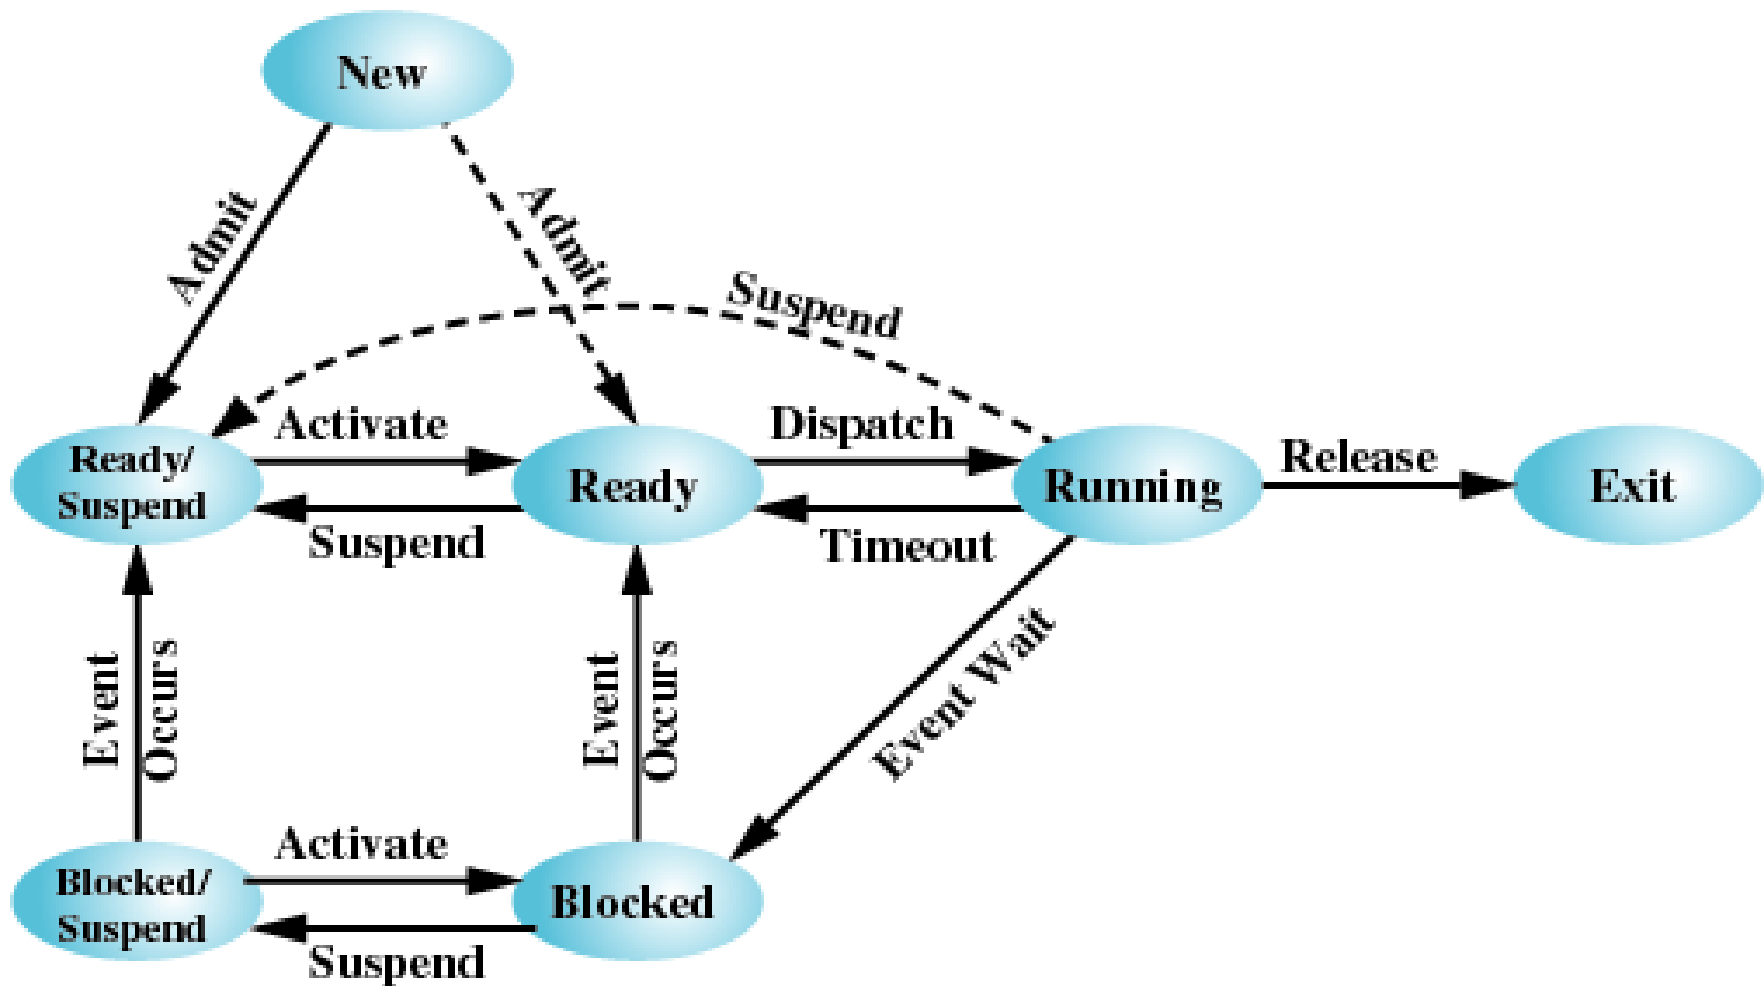 New
Admit
Admit
Suspend
Activate
Dispatch
Ready/
Suspend
Ready
Running
Release
Exit
Suspend
Timeout
Event
Occurs
Event
Occurs
Event Wait
Activate
Blocked/
Suspend
Blocked
Suspend